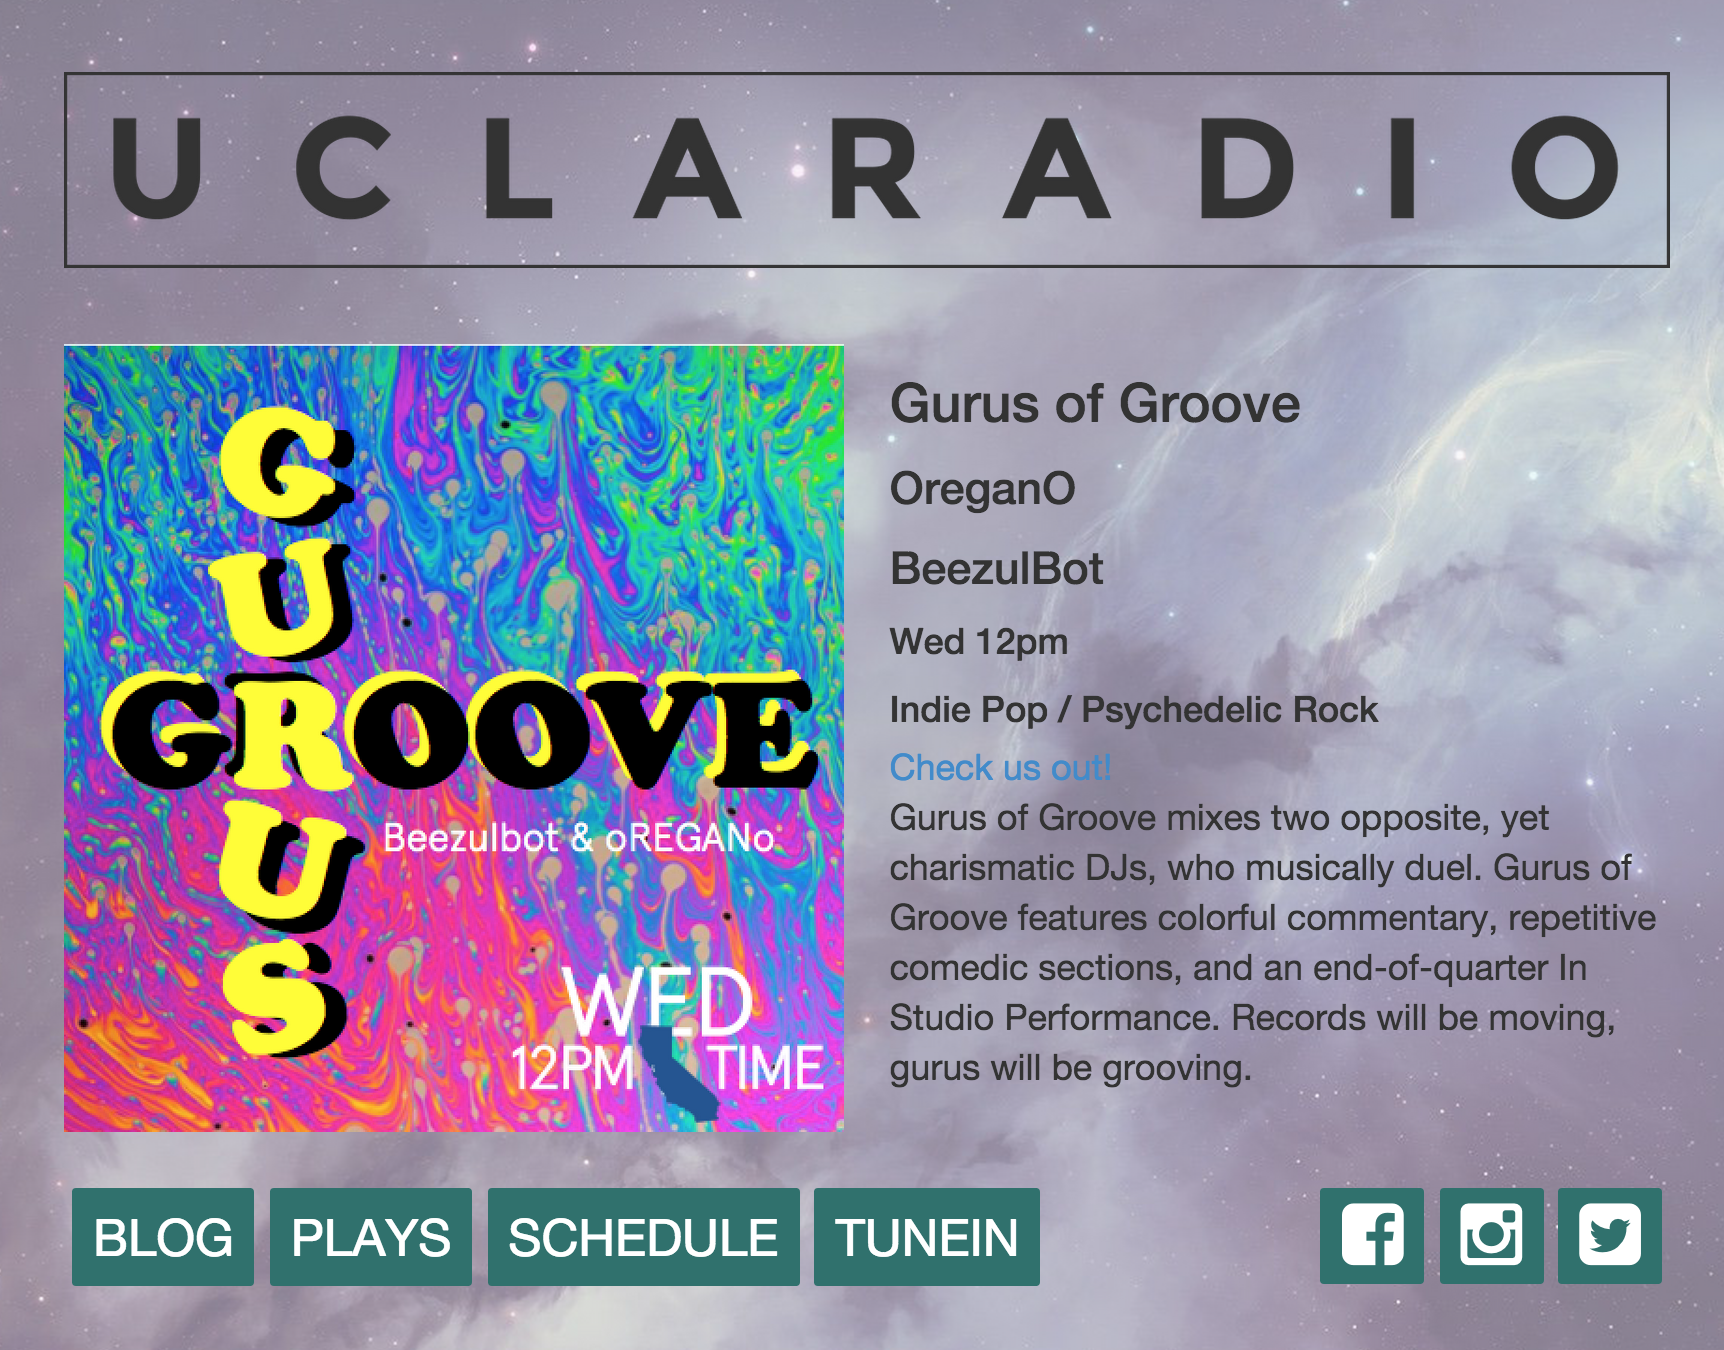 UCLARADIO
GURUS
GROOVE
Beezulbot & oREGANo
WED
12PM TIME
Gurus of Groove
OreganO
BeezulBot
Wed 12pm
Indie Pop / Psychedelic Rock
Check us out!
Gurus of Groove mixes two opposite, yet
charismatic DJs, who musically duel. Gurus of
Groove features colorful commentary, repetitive
comedic sections, and an end-of-quarter In
Studio Performance. Records will be moving,
gurus will be grooving.
BLOG PLAYS SCHEDULE TUNEIN